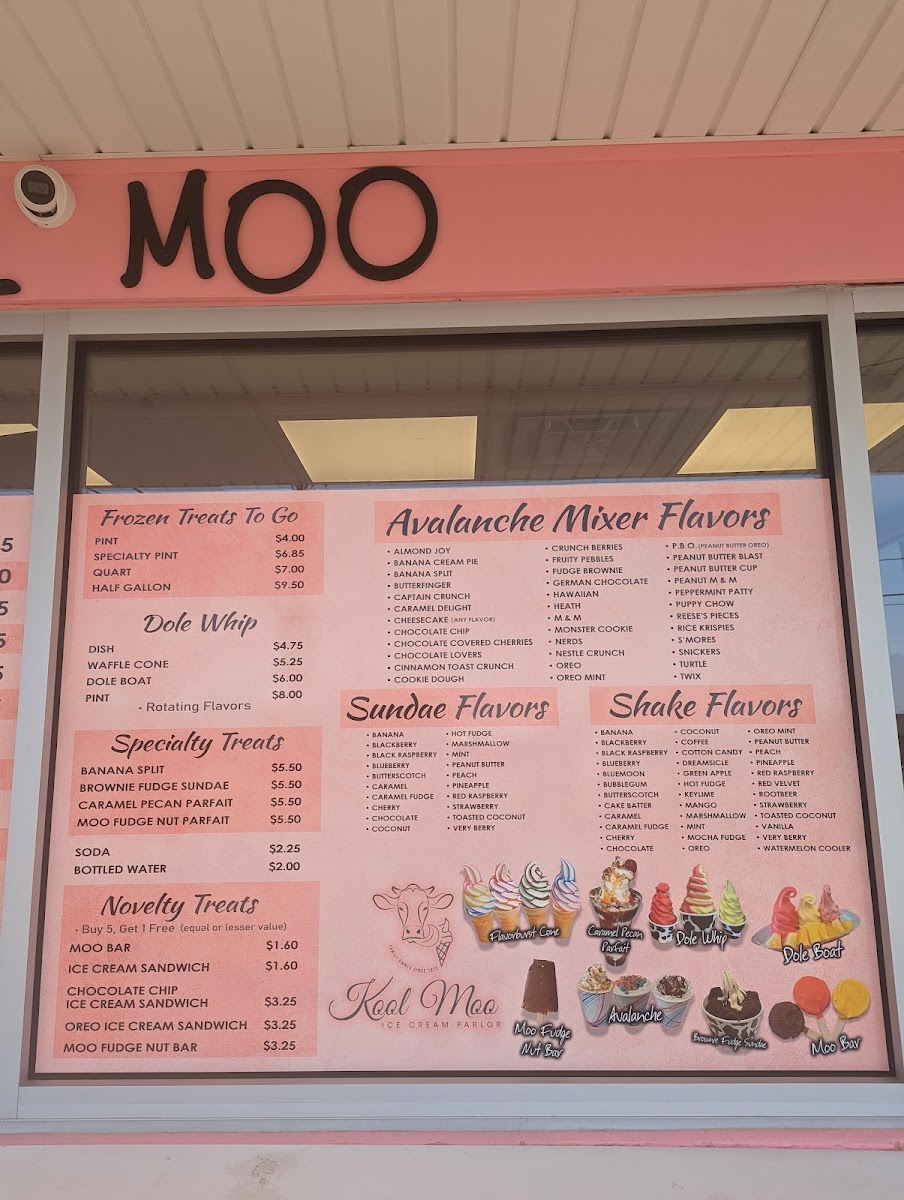 MOO
5
0
5
5
5
Frozen Treats To Go
PINT $4.00
SPECIALTY PINT $6.85
QUART $7.00
HALF GALLON $9.50
Dole Whip
DISH $4.75
WAFFLE CONE $5.25
DOLE BOAT $6.00
PINT $8.00
• Rotating Flavors
Specialty Treats
BANANA SPLIT $5.50
BROWNIE FUDGE SUNDAE $5.50
CARAMEL PECAN PARFAIT $5.50
MOO FUDGE NUT PARFAIT $5.50
SODA $2.25
BOTTLED WATER $2.00
Novelty Treats
• Buy 5, Get 1 Free (equal or lesser value)
MOO BAR $1.60
ICE CREAM SANDWICH $1.60
CHOCOLATE CHIP
ICE CREAM SANDWICH $3.25
OREO ICE CREAM SANDWICH $3.25
MOO FUDGE NUT BAR $3.25
Avalanche Mixer Flavors
• ALMOND JOY
• BANANA CREAM PIE
• BANANA SPLIT
• BUTTERFINGER
• CAPTAIN CRUNCH
• CARAMEL DELIGHT
• CHEESECAKE (ANY FLAVOR)
• CHOCOLATE CHIP
• CHOCOLATE COVERED CHERRIES
• CHOCOLATE LOVERS
• CINNAMON TOAST CRUNCH
• COOKIE DOUGH
• CRUNCH BERRIES
• FRUITY PEBBLES
• FUDGE BROWNIE
• GERMAN CHOCOLATE
• HAWAIIAN
• HEATH
• M & M
• MONSTER COOKIE
• NERDS
• NESTLE CRUNCH
• OREO
• OREO MINT
• P.B.O. (PEANUT BUTTER OREO)
• PEANUT BUTTER BLAST
• PEANUT BUTTER CUP
• PEANUT M & M
• PEPPERMINT PATTY
• PUPPY CHOW
• REESE'S PIECES
• RICE KRISPIES
• S'MORES
• SNICKERS
• TURTLE
• TWIX
Sundae Flavors
• BANANA
• BLACKBERRY
• BLACK RASPBERRY
• BLUEBERRY
• BUTTERSCOTCH
• CARAMEL
• CARAMEL FUDGE
• CHERRY
• CHOCOLATE
• COCONUT
• HOT FUDGE
• MARSHMALLOW
• MINT
• PEANUT BUTTER
• PEACH
• PINEAPPLE
• RED RASPBERRY
• STRAWBERRY
• TOASTED COCONUT
• VERY BERRY
Shake Flavors
• BANANA
• BLACKBERRY
• BLACK RASPBERRY
• BLUEBERRY
• BLUEMOON
• BUBBLEGUM
• BUTTERSCOTCH
• CAKE BATTER
• CARAMEL
• CARAMEL FUDGE
• CHERRY
• CHOCOLATE
• COCONUT
• COFFEE
• COTTON CANDY
• DREAMSICLE
• GREEN APPLE
• HOT FUDGE
• KEYLIME
• MANGO
• MARSHMALLOW
• MINT
• MOCHA FUDGE
• OREO
• OREO MINT
• PEANUT BUTTER
• PEACH
• PINEAPPLE
• RED RASPBERRY
• RED VELVET
• ROOTBEER
• STRAWBERRY
• TOASTED COCONUT
• VANILLA
• VERY BERRY
• WATERMELON COOLER
Flavorburst Cone
Caramel Pecan
Parfait
Dole Whip
Dole Boat
FAMILY OWNED SINCE
Kool Moo
ICE CREAM PARLOR
Moo Fudge
Nut Bar
Avalanche
Brownie Fudge Sundae
Moo Bar